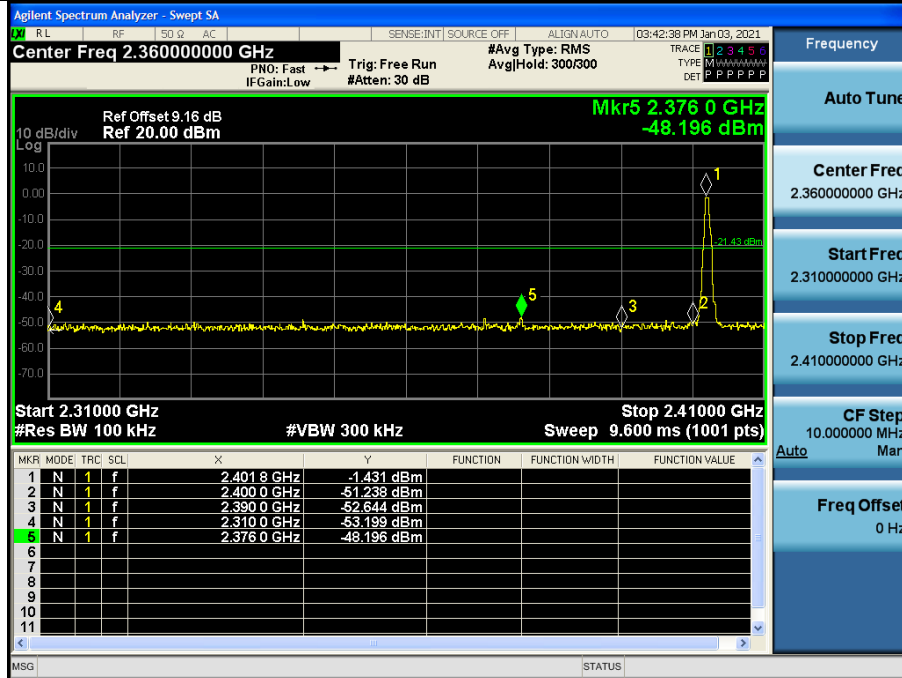 Agilent Spectrum Analyzer - Swept SA
LXI RL RF 50 Ω AC SENSE:INT SOURCE OFF ALIGN AUTO 03:42:38 PM Jan 03, 2021
Center Freq 2.360000000 GHz
PNO: Fast
IFGain:Low
Trig: Free Run
#Atten: 30 dB
#Avg Type: RMS
Avg|Hold: 300/300
TRACE 1 2 3 4 5 6
TYPE M WWWWW
DET P P P P P P
Ref Offset 9.16 dB
10 dB/div Ref 20.00 dBm
Log
Mkr5 2.376 0 GHz
-48.196 dBm
10.0
0.00
-10.0
-20.0
-30.0
-40.0
-50.0
-60.0
-70.0
1
-21.43 dBm
4
5
3
2
Start 2.31000 GHz Stop 2.41000 GHz
#Res BW 100 kHz #VBW 300 kHz Sweep 9.600 ms (1001 pts)
MKR MODE TRC SCL X Y FUNCTION FUNCTION WIDTH FUNCTION VALUE
1 N 1 f 2.401 8 GHz -1.431 dBm
2 N 1 f 2.400 0 GHz -51.238 dBm
3 N 1 f 2.390 0 GHz -52.644 dBm
4 N 1 f 2.310 0 GHz -53.199 dBm
5 N 1 f 2.376 0 GHz -48.196 dBm
6
7
8
9
10
11
MSG STATUS
Frequency
Auto Tune
Center Freq
2.360000000 GHz
Start Freq
2.310000000 GHz
Stop Freq
2.410000000 GHz
CF Step
10.000000 MHz
Auto Man
Freq Offset
0 Hz